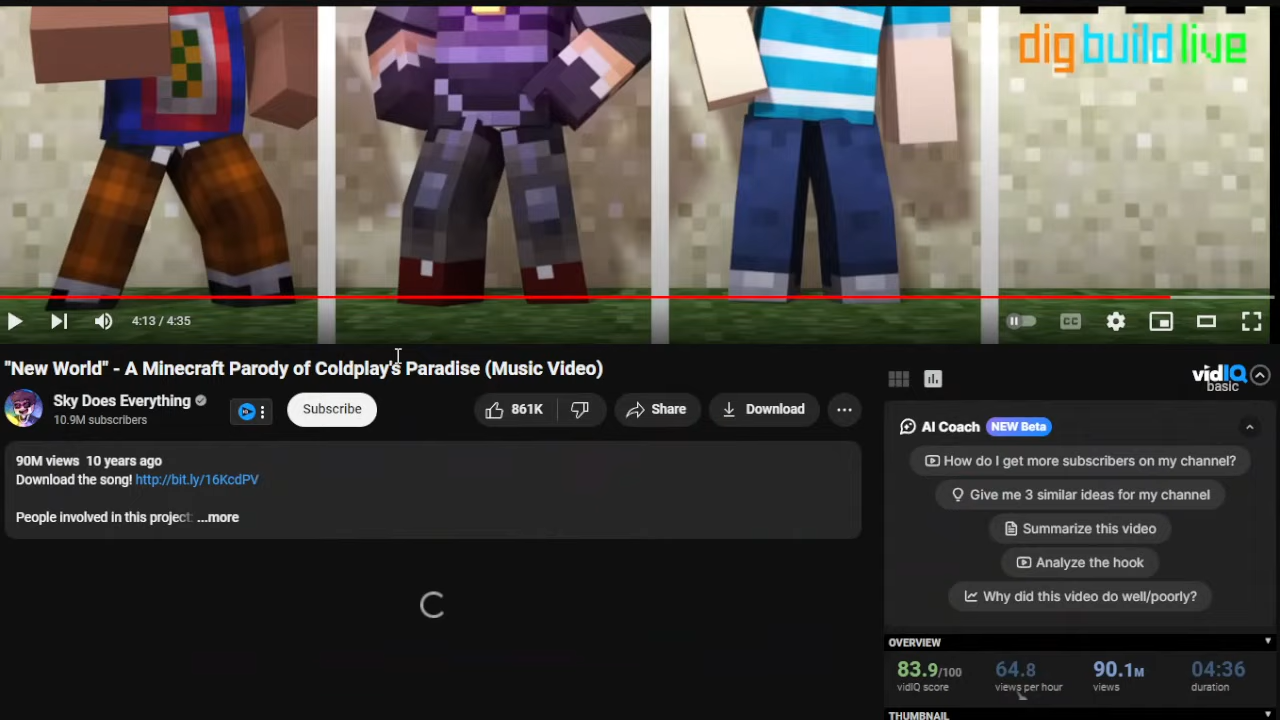 dig build live
4:13 / 4:35
CC
"New World" - A Minecraft Parody of Coldplay's Paradise (Music Video)
Sky Does Everything
10.9M subscribers
Subscribe
861K
Share
Download
90M views 10 years ago
Download the song! http://bit.ly/16KcdPV
People involved in this project: ...more
vidIQ
basic
AI Coach NEW Beta
How do I get more subscribers on my channel?
Give me 3 similar ideas for my channel
Summarize this video
Analyze the hook
Why did this video do well/poorly?
OVERVIEW
83.9/100 64.8 90.1M 04:36
vidIQ score views per hour views duration
THUMBNAIL